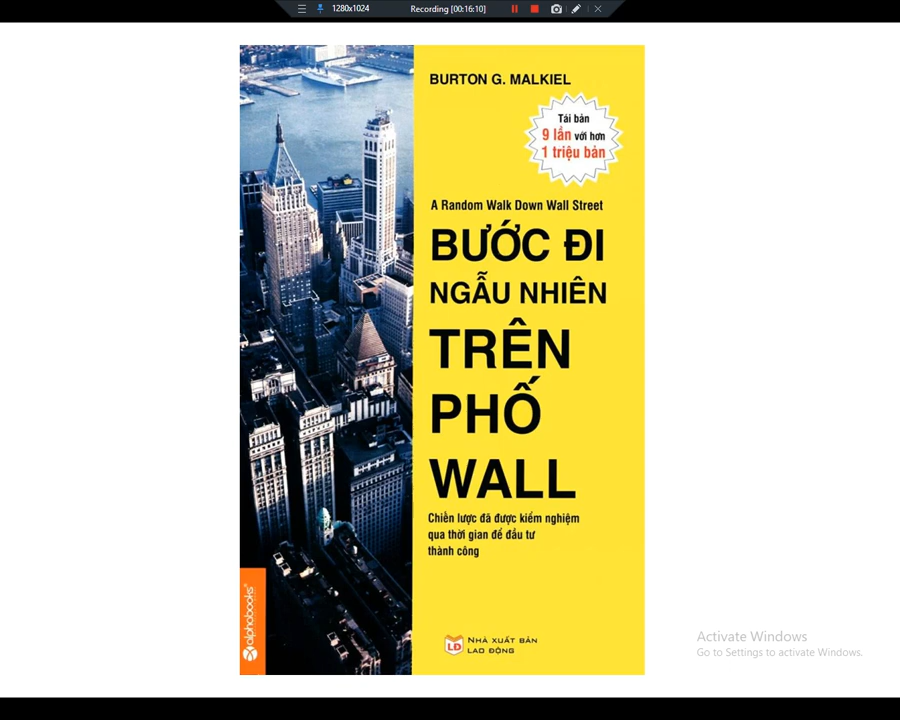 1280x1024
Recording [00:16:10]
BURTON G. MALKIEL
Tái bản
9 lần với hơn
1 triệu bản
A Random Walk Down Wall Street
BƯỚC ĐI
NGẪU NHIÊN
TRÊN
PHỐ
WALL
Chiến lược đã được kiểm nghiệm
qua thời gian để đầu tư
thành công
alphabooks®
LD
NHÀ XUẤT BẢN
LAO ĐỘNG
Activate Windows
Go to Settings to activate Windows.